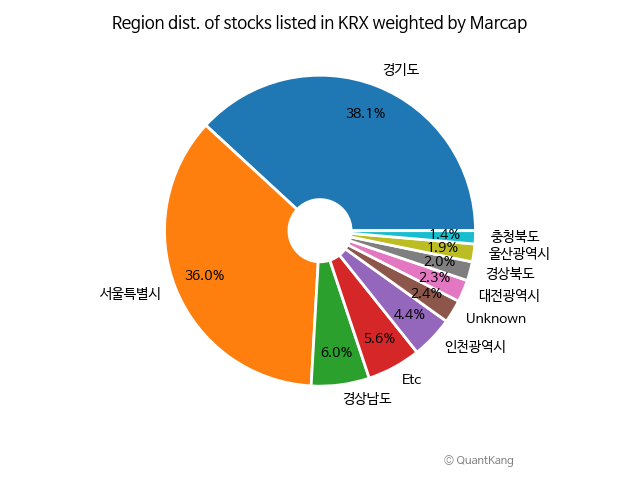 Region dist. of stocks listed in KRX weighted by Marcap
경기도
38.1%
36.0%
서울특별시
6.0%
경상남도
5.6%
Etc
4.4%
인천광역시
2.4%
Unknown
2.3%
대전광역시
2.0%
경상북도
1.9%
울산광역시
1.4%
충청북도
© QuantKang